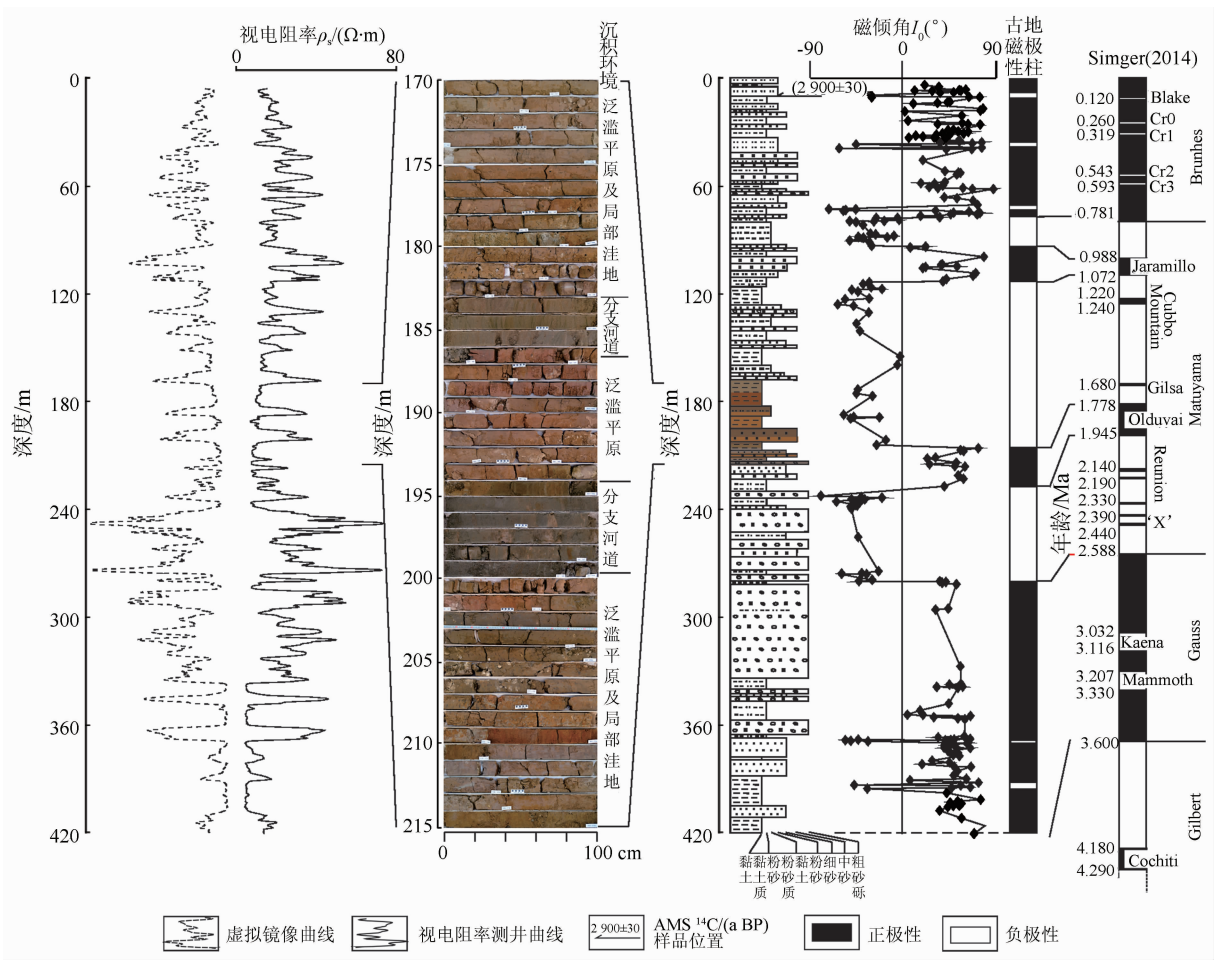 视电阻率ρs/(Ω·m)
0 80
深度/m
0
60
120
180
240
300
360
420
沉积环境
深度/m
170
175
180
185
190
195
200
205
210
215
0 100 cm
泛滥平原及局部洼地
分支河道
泛滥平原
分支河道
泛滥平原及局部洼地
磁倾角I0(°)
-90 0 90
(2 900±30)
深度/m
0
60
120
180
240
300
360
420
黏土
黏土质
粉砂
粉砂质
黏土
粉砂
细砂
中砂
粗砂砾
古地磁极性柱
Simger(2014)
年龄/Ma
0.120
0.260
0.319
0.543
0.593
0.781
0.988
1.072
1.220
1.240
1.680
1.778
1.945
2.140
2.190
2.330
2.390
2.440
2.588
3.032
3.116
3.207
3.330
3.600
4.180
4.290
Blake
Cr0
Cr1
Cr2
Cr3
Jaramillo
Cubbo
Mountain
Gilsa
Olduvai
Reunion
‘X’
Kaena
Mammoth
Cochiti
Brunhes
Matuyama
Gauss
Gilbert
虚拟镜像曲线
视电阻率测井曲线
2 900±30
AMS 14C/(a BP)
样品位置
正极性
负极性